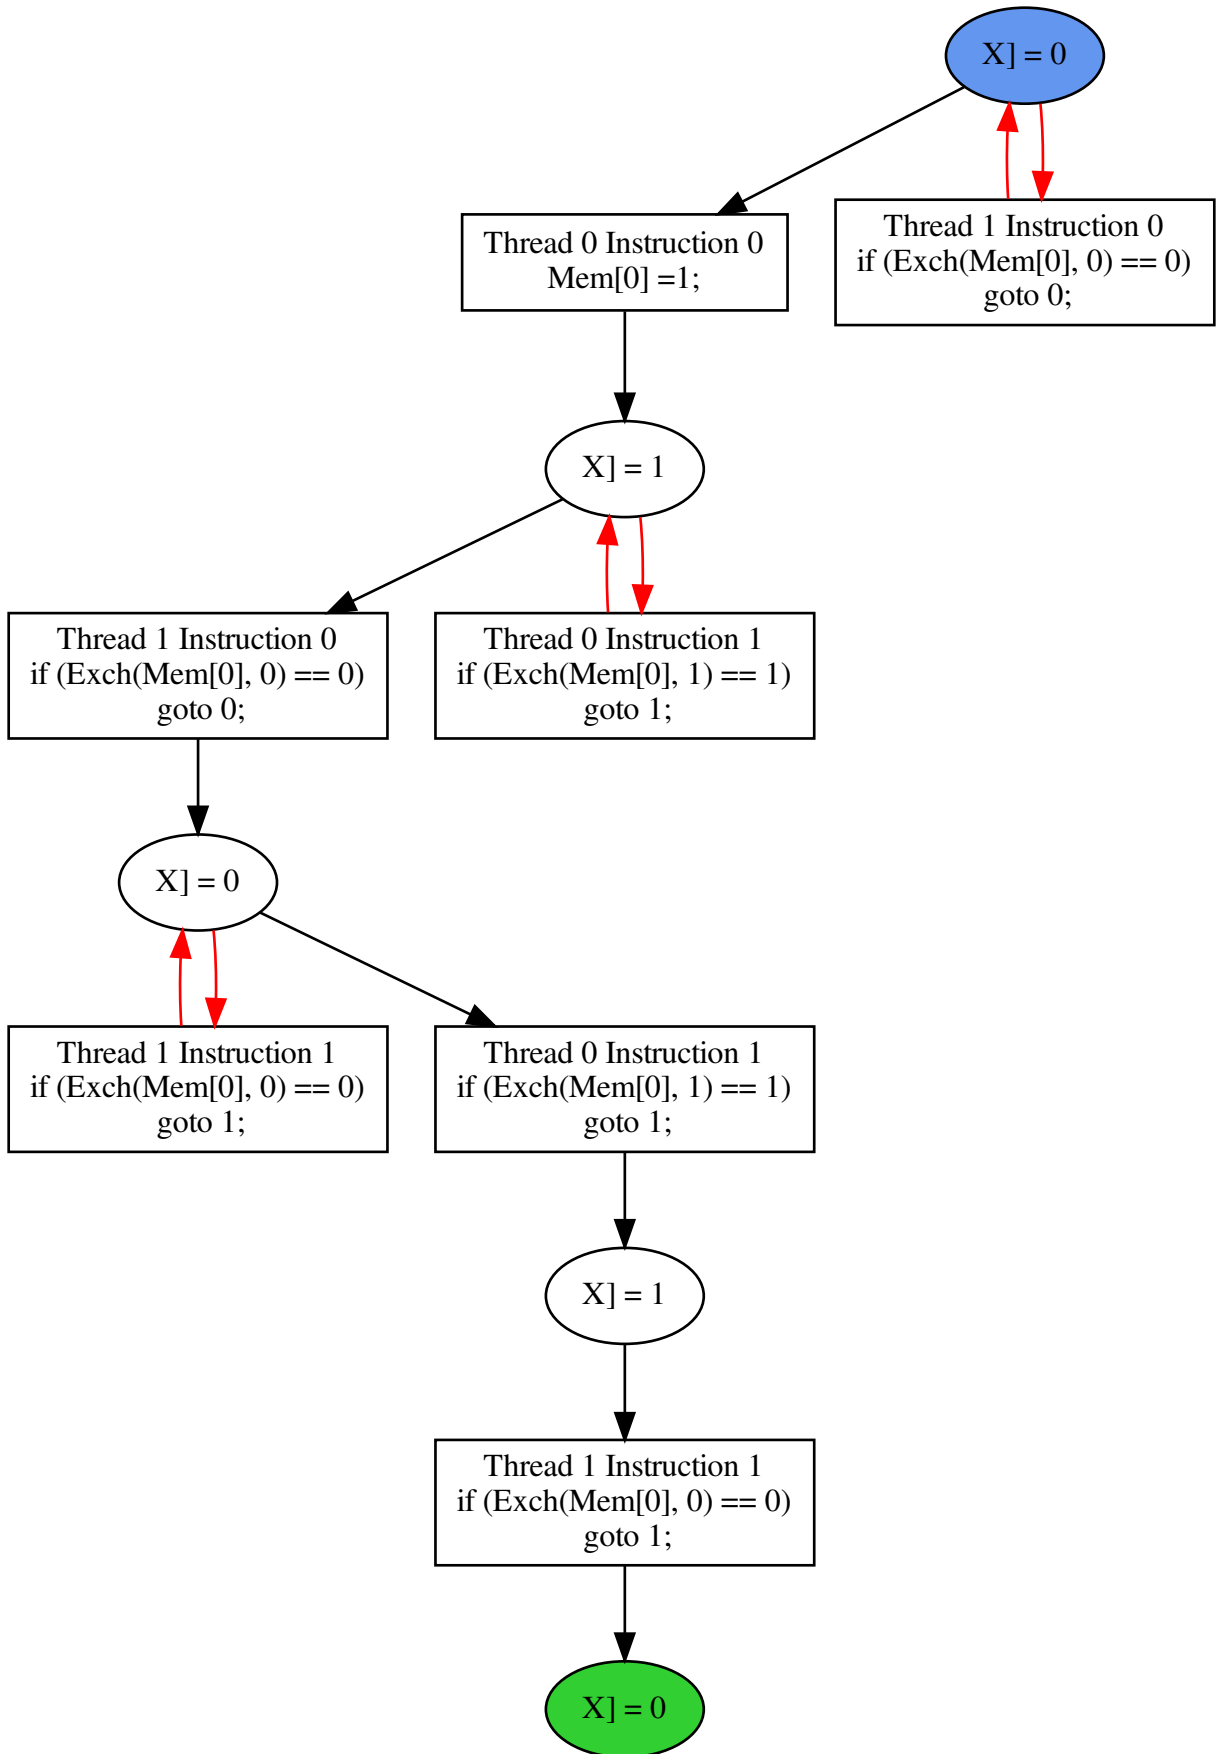 X] = 0
Thread 0 Instruction 0
Mem[0] =1;
Thread 1 Instruction 0
if (Exch(Mem[0], 0) == 0)
goto 0;
X] = 1
Thread 1 Instruction 0
if (Exch(Mem[0], 0) == 0)
goto 0;
Thread 0 Instruction 1
if (Exch(Mem[0], 1) == 1)
goto 1;
X] = 0
Thread 1 Instruction 1
if (Exch(Mem[0], 0) == 0)
goto 1;
Thread 0 Instruction 1
if (Exch(Mem[0], 1) == 1)
goto 1;
X] = 1
Thread 1 Instruction 1
if (Exch(Mem[0], 0) == 0)
goto 1;
X] = 0